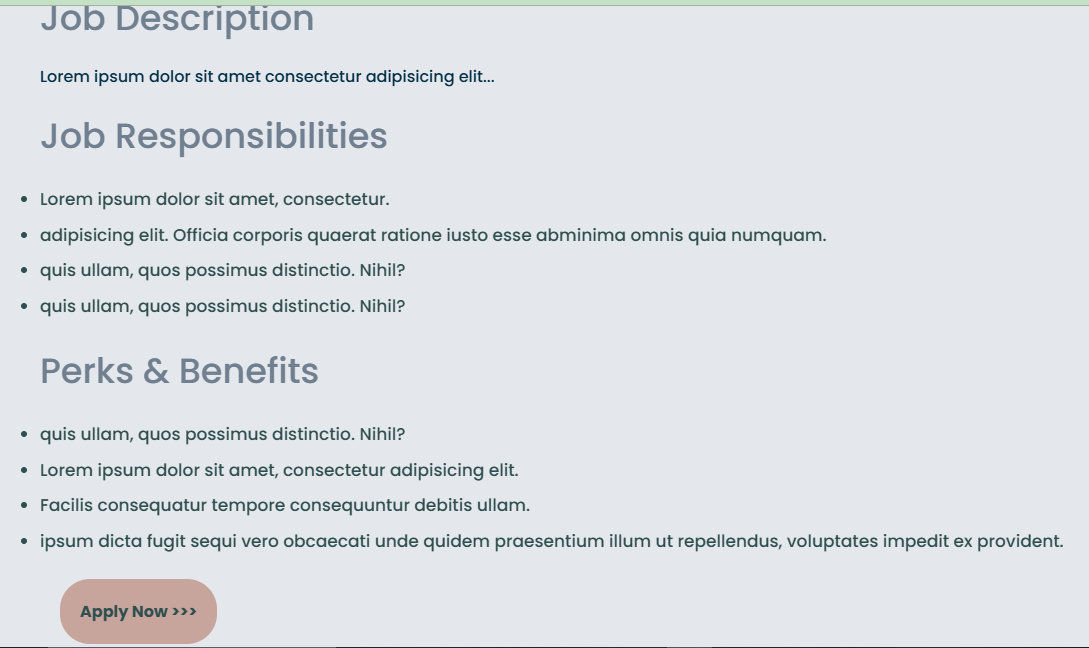 Job Description
Lorem ipsum dolor sit amet consectetur adipisicing elit...
Job Responsibilities
Lorem ipsum dolor sit amet, consectetur.
adipisicing elit. Officia corporis quaerat ratione iusto esse abminima omnis quia numquam.
quis ullam, quos possimus distinctio. Nihil?
quis ullam, quos possimus distinctio. Nihil?
Perks & Benefits
quis ullam, quos possimus distinctio. Nihil?
Lorem ipsum dolor sit amet, consectetur adipisicing elit.
Facilis consequatur tempore consequuntur debitis ullam.
ipsum dicta fugit sequi vero obcaecati unde quidem praesentium illum ut repellendus, voluptates impedit ex provident.
Apply Now >>>